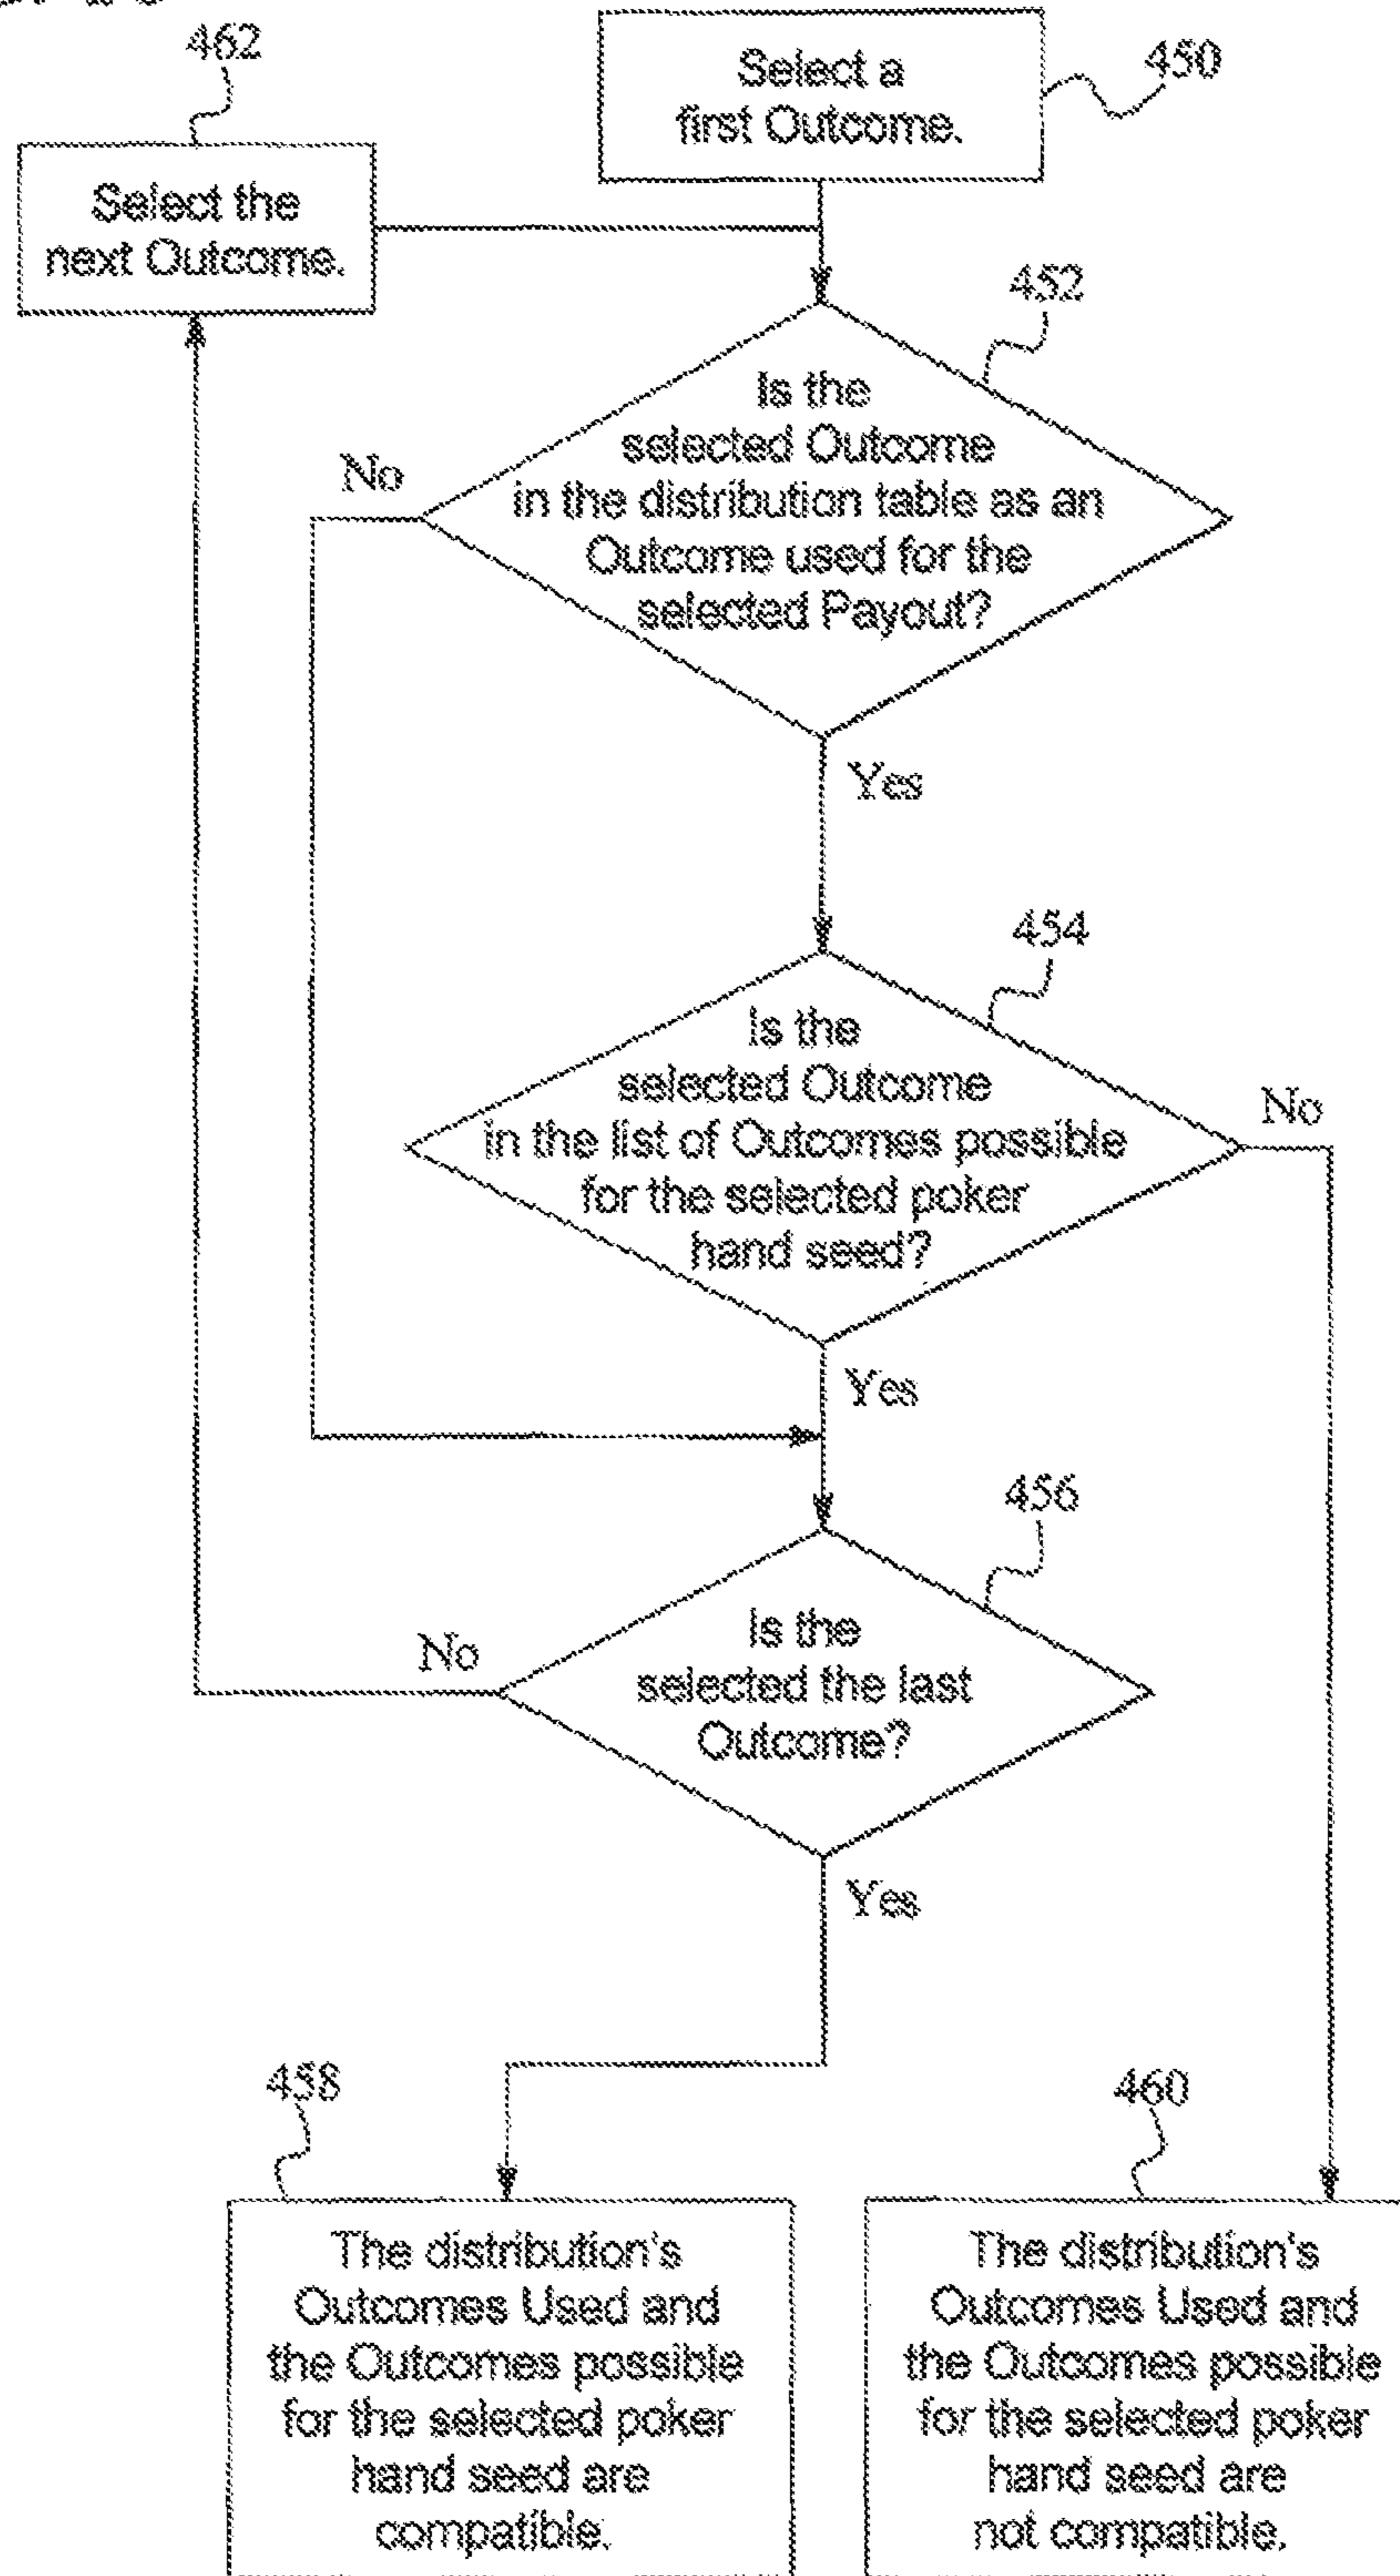 462
450
Select a
first Outcome.
Select the
next Outcome.
452
Is the
selected Outcome
in the distribution table as an
Outcome used for the
selected Payout?
No
Yes
454
Is the
selected Outcome
in the list of Outcomes possible
for the selected poker
hand seed?
No
Yes
456
Is the
selected the last
Outcome?
No
Yes
458
460
The distribution's
Outcomes Used and
the Outcomes possible
for the selected poker
hand seed are
compatible.
The distribution's
Outcomes Used and
the Outcomes possible
for the selected poker
hand seed are
not compatible.